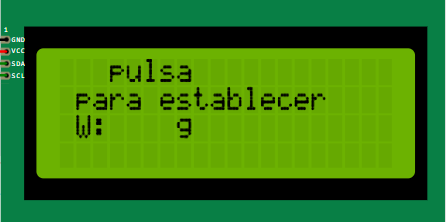 1
GND
VCC
SDA
SCL
pulsa
para establecer
W: g